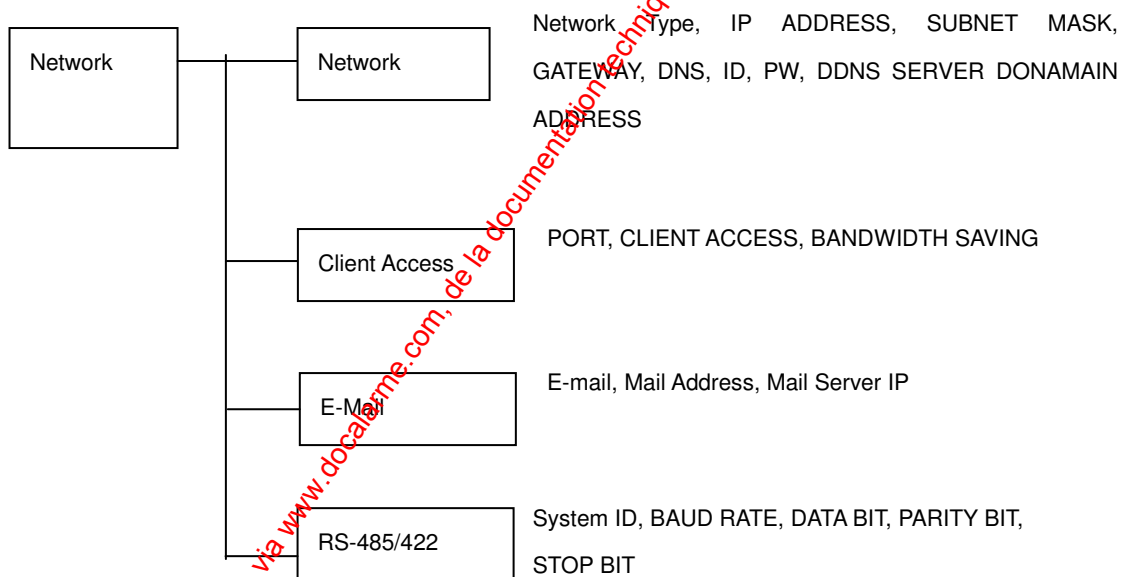 Network
Network
Network Type, IP ADDRESS, SUBNET MASK,
GATEWAY, DNS, ID, PW, DDNS SERVER DONAMAIN
ADDRESS
Client Access
PORT, CLIENT ACCESS, BANDWIDTH SAVING
E-Mail
E-mail, Mail Address, Mail Server IP
RS-485/422
System ID, BAUD RATE, DATA BIT, PARITY BIT,
STOP BIT
via www.docalarme.com, de la documentation techniq